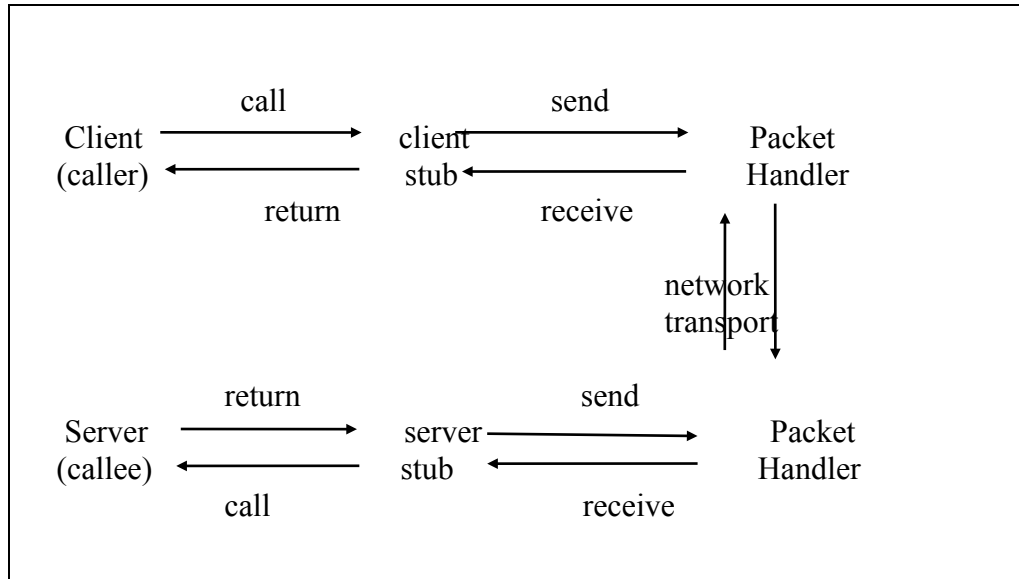 call
send
Client
(caller)
client
stub
Packet
Handler
return
receive
network
transport
return
send
Server
(callee)
server
stub
Packet
Handler
call
receive